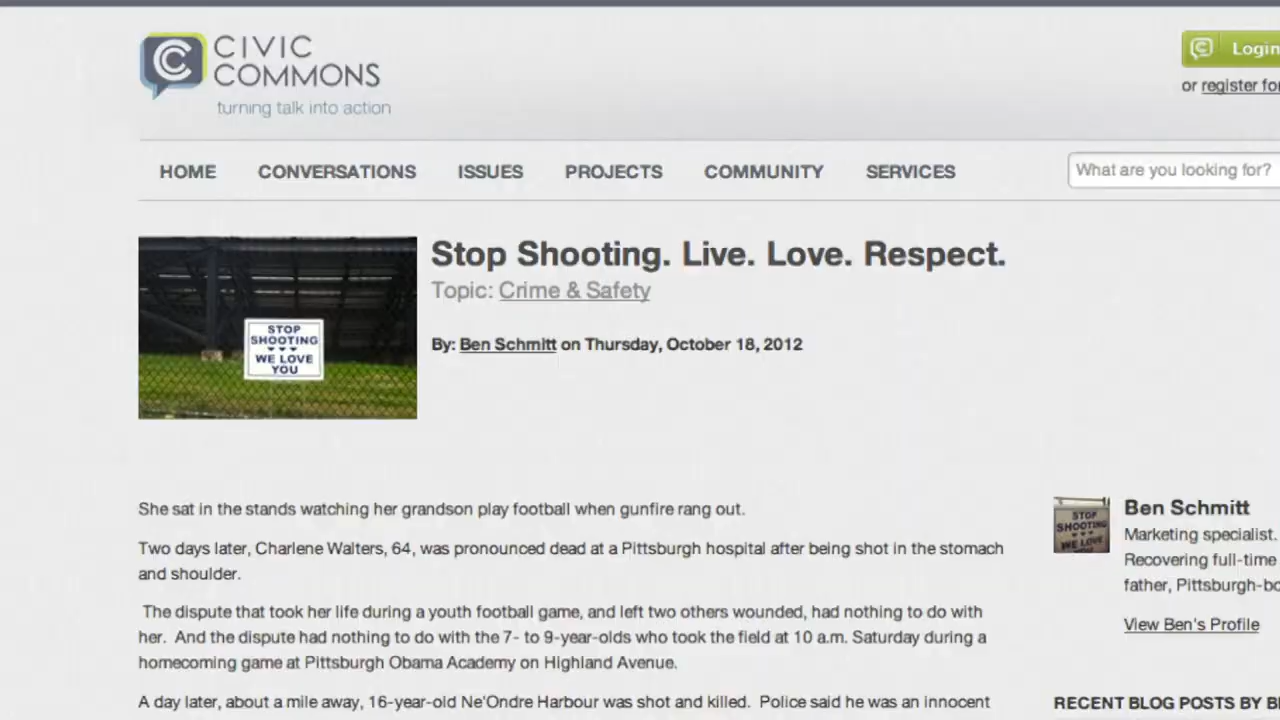 CIVIC
COMMONS
turning talk into action
Login
or register for
HOME CONVERSATIONS ISSUES PROJECTS COMMUNITY SERVICES
What are you looking for?
Stop Shooting. Live. Love. Respect.
Topic: Crime & Safety
By: Ben Schmitt on Thursday, October 18, 2012
STOP
SHOOTING
WE LOVE
YOU
She sat in the stands watching her grandson play football when gunfire rang out.
Two days later, Charlene Walters, 64, was pronounced dead at a Pittsburgh hospital after being shot in the stomach
and shoulder.
The dispute that took her life during a youth football game, and left two others wounded, had nothing to do with
her. And the dispute had nothing to do with the 7- to 9-year-olds who took the field at 10 a.m. Saturday during a
homecoming game at Pittsburgh Obama Academy on Highland Avenue.
A day later, about a mile away, 16-year-old Ne'Ondre Harbour was shot and killed. Police said he was an innocent
STOP
SHOOTING
WE LOVE
Ben Schmitt
Marketing specialist.
Recovering full-time
father, Pittsburgh-bo
View Ben's Profile
RECENT BLOG POSTS BY BE